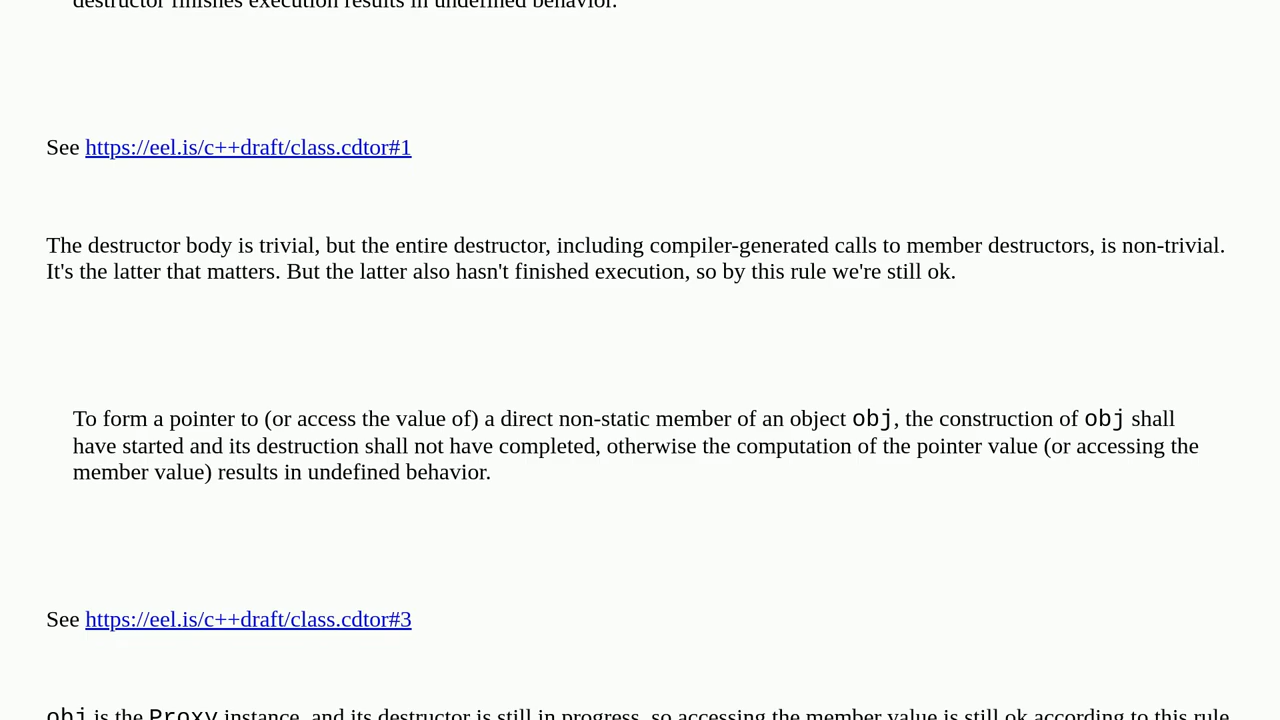 destructor finishes execution results in undefined behavior.
See https://eel.is/c++draft/class.cdtor#1
The destructor body is trivial, but the entire destructor, including compiler-generated calls to member destructors, is non-trivial.
It's the latter that matters. But the latter also hasn't finished execution, so by this rule we're still ok.
To form a pointer to (or access the value of) a direct non-static member of an object obj, the construction of obj shall
have started and its destruction shall not have completed, otherwise the computation of the pointer value (or accessing the
member value) results in undefined behavior.
See https://eel.is/c++draft/class.cdtor#3
obj is the Proxy instance, and its destructor is still in progress, so accessing the member value is still ok according to this rule